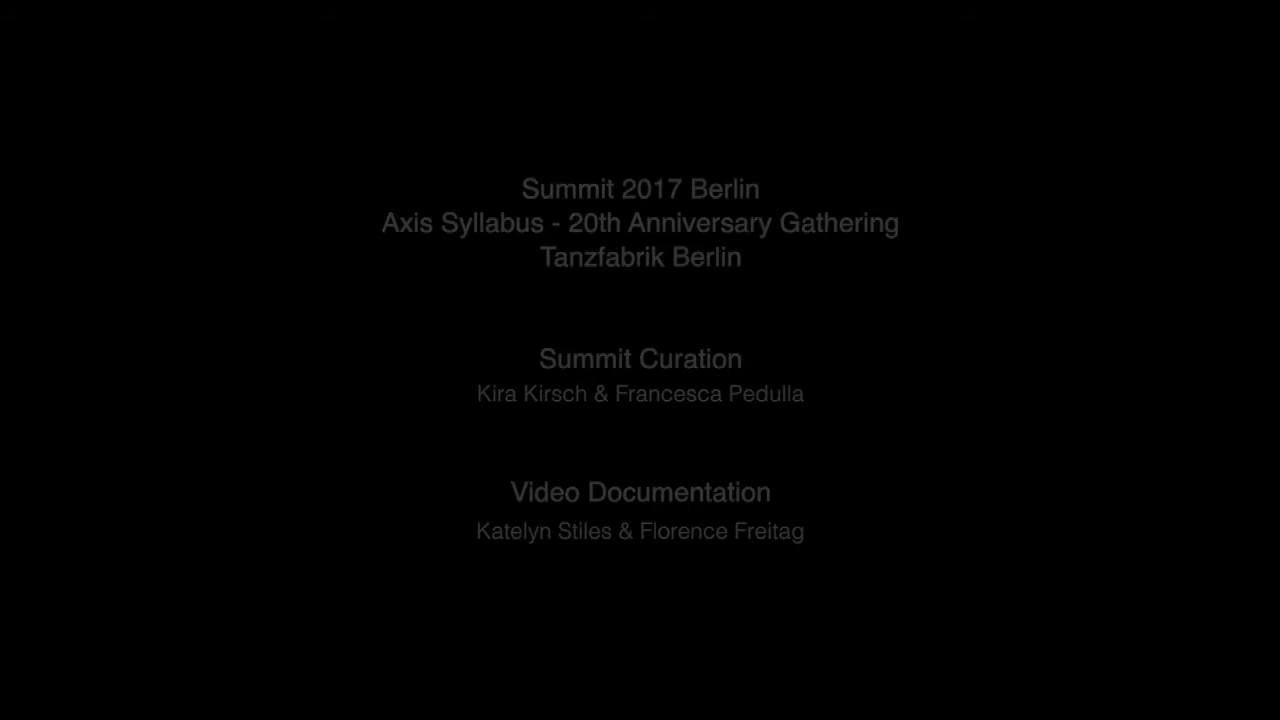 Summit 2017 Berlin
Axis Syllabus - 20th Anniversary Gathering
Tanzfabrik Berlin
Summit Curation
Kira Kirsch & Francesca Pedulla
Video Documentation
Katelyn Stiles & Florence Freitag